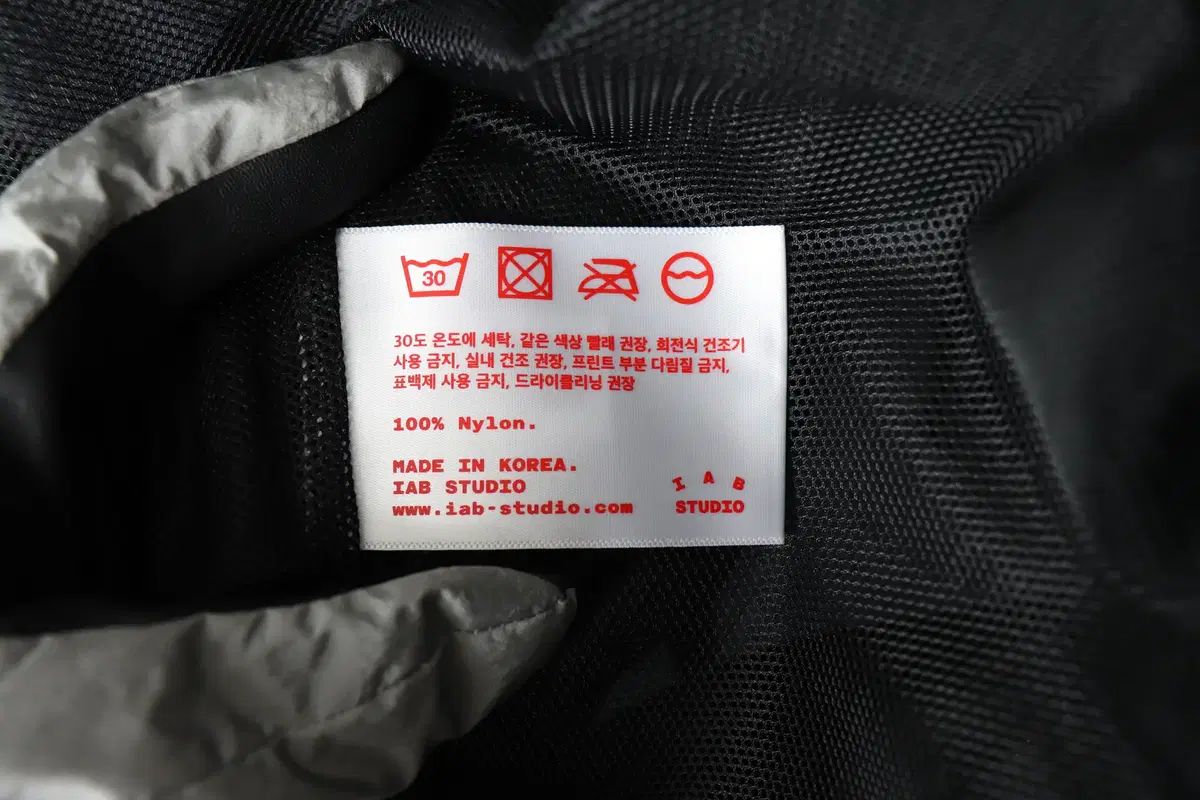 30
30도 온도에 세탁, 같은 색상 빨래 권장, 회전식 건조기
사용 금지, 실내 건조 권장, 프린트 부분 다림질 금지,
표백제 사용 금지, 드라이클리닝 권장
100% Nylon.
MADE IN KOREA.
IAB STUDIO
www.iab-studio.com
IAB
STUDIO